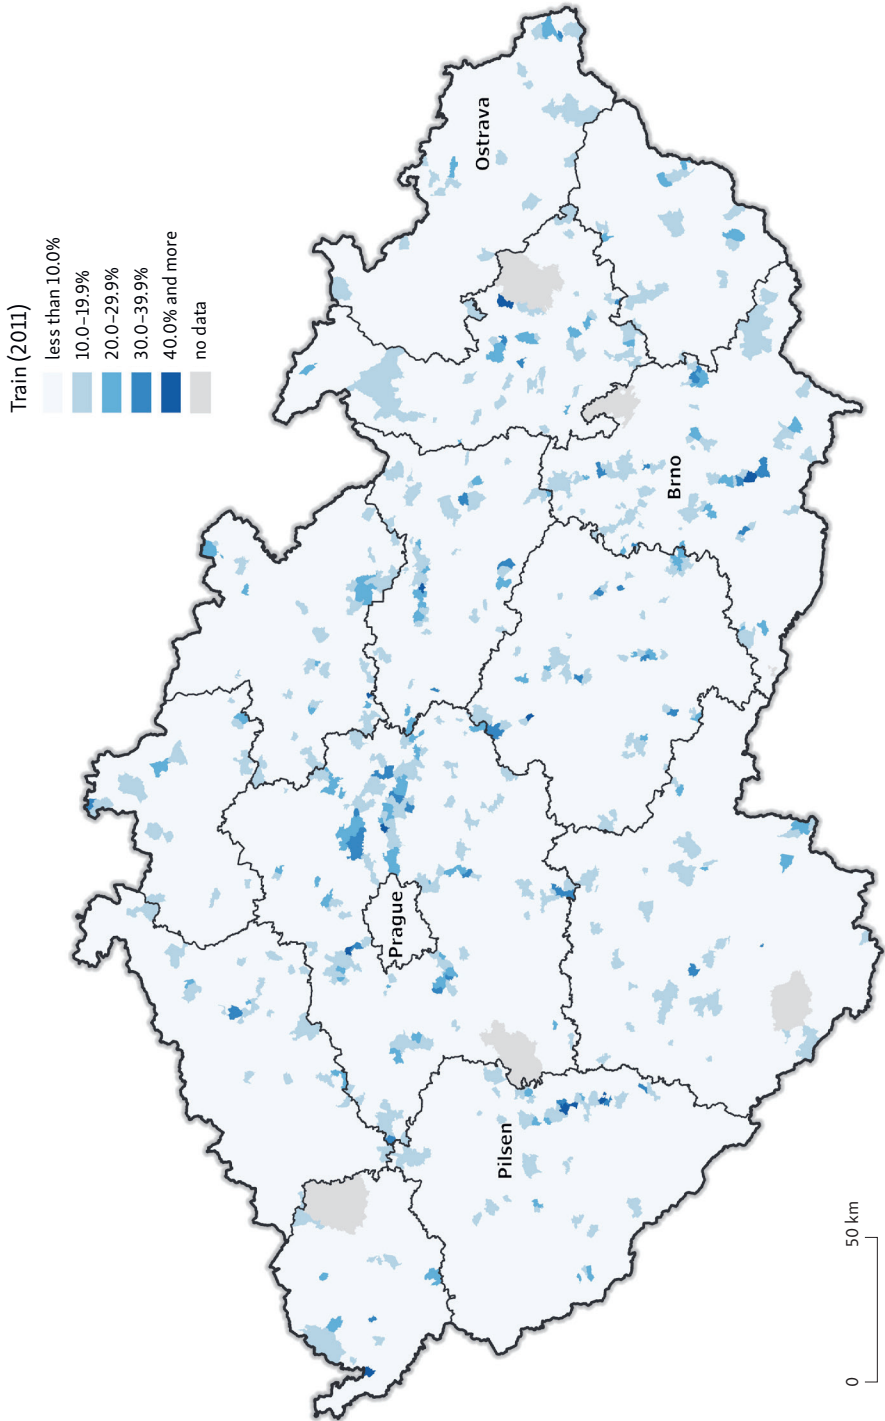 Train (2011)
less than 10.0%
10.0–19.9%
20.0–29.9%
30.0–39.9%
40.0% and more
no data
Ostrava
Brno
Prague
Pilsen
0 50 km